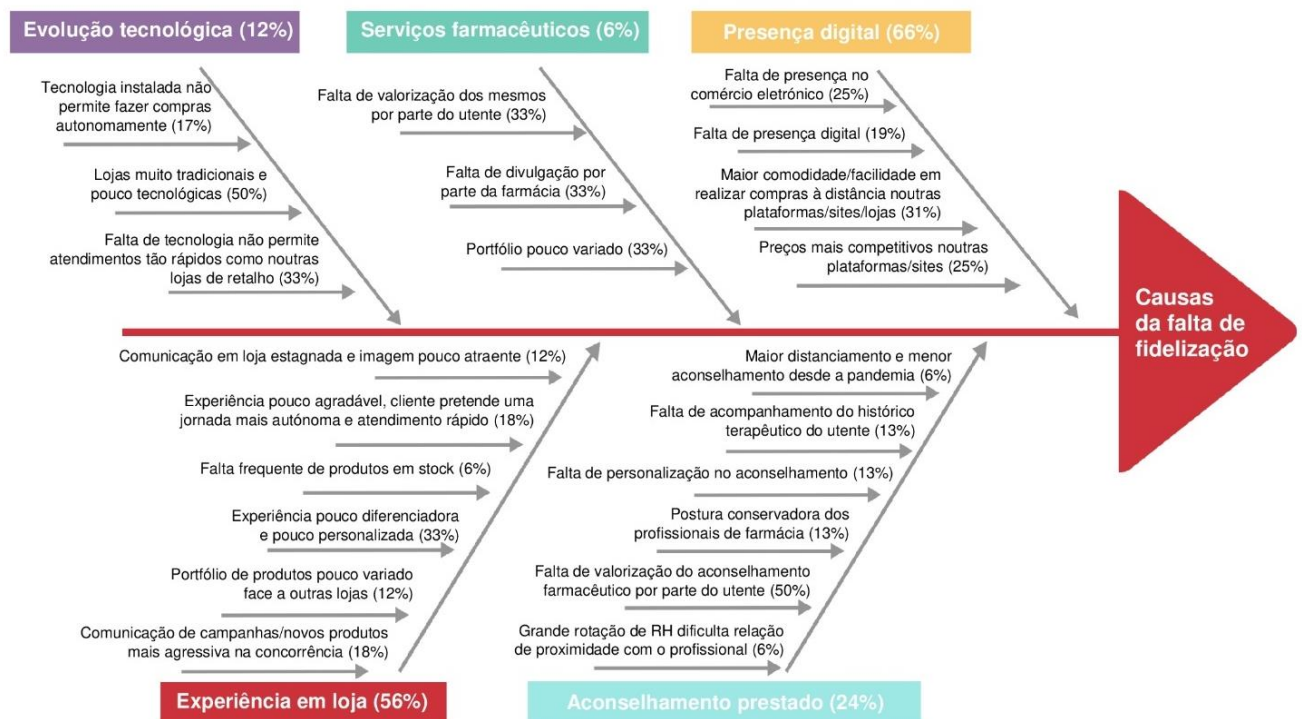 Evolução tecnológica (12%)
Serviços farmacêuticos (6%)
Presença digital (66%)
Tecnologia instalada não
permite fazer compras
autonomamente (17%)
Lojas muito tradicionais e
pouco tecnológicas (50%)
Falta de tecnologia não permite
atendimentos tão rápidos como noutras
lojas de retalho (33%)
Falta de valorização dos mesmos
por parte do utente (33%)
Falta de divulgação por
parte da farmácia (33%)
Portfólio pouco variado (33%)
Falta de presença no
comércio eletrónico (25%)
Falta de presença digital (19%)
Maior comodidade/facilidade em
realizar compras à distância noutras
plataformas/sites/lojas (31%)
Preços mais competitivos noutras
plataformas/sites (25%)
Causas
da falta de
fidelização
Comunicação em loja estagnada e imagem pouco atraente (12%)
Experiência pouco agradável, cliente pretende uma
jornada mais autónoma e atendimento rápido (18%)
Falta frequente de produtos em stock (6%)
Experiência pouco diferenciadora
e pouco personalizada (33%)
Portfólio de produtos pouco variado
face a outras lojas (12%)
Comunicação de campanhas/novos produtos
mais agressiva na concorrência (18%)
Maior distanciamento e menor
aconselhamento desde a pandemia (6%)
Falta de acompanhamento do histórico
terapêutico do utente (13%)
Falta de personalização no aconselhamento (13%)
Postura conservadora dos
profissionais de farmácia (13%)
Falta de valorização do aconselhamento
farmacêutico por parte do utente (50%)
Grande rotação de RH dificulta relação
de proximidade com o profissional (6%)
Experiência em loja (56%)
Aconselhamento prestado (24%)